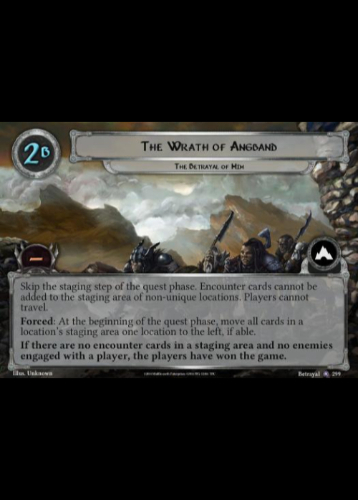 2B
The Wrath of Angband
The Betrayal of Mîm
–
Skip the staging step of the quest phase. Encounter cards cannot be
added to the staging area of non-unique locations. Players cannot
travel.
Forced: At the beginning of the quest phase, move all cards in a
location's staging area one location to the left, if able.
If there are no encounter cards in a staging area and no enemies
engaged with a player, the players have won the game.
Illus. Unknown
Betrayal 299